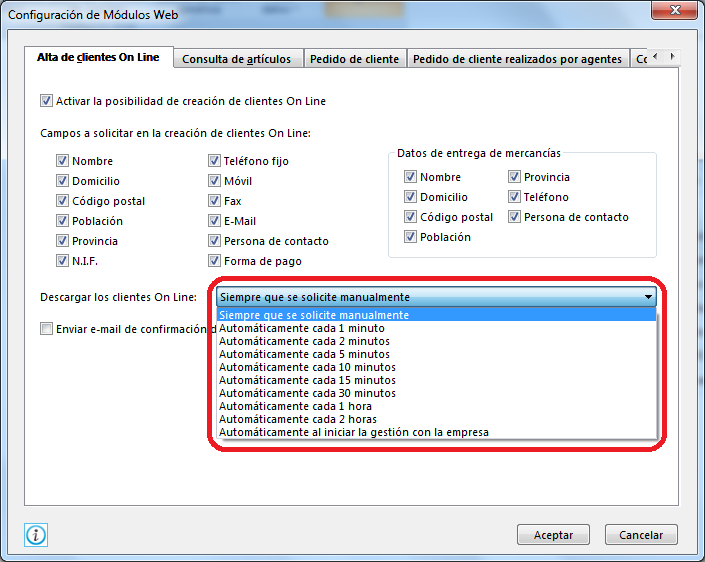 Configuración de Módulos Web
Alta de clientes On Line
Consulta de artículos
Pedido de cliente
Pedido de cliente realizados por agentes
Activar la posibilidad de creación de clientes On Line
Campos a solicitar en la creación de clientes On Line:
Nombre
Domicilio
Código postal
Población
Provincia
N.I.F.
Teléfono fijo
Móvil
Fax
E-Mail
Persona de contacto
Forma de pago
Datos de entrega de mercancías
Nombre
Domicilio
Código postal
Población
Provincia
Teléfono
Persona de contacto
Descargar los clientes On Line:
Siempre que se solicite manualmente
Siempre que se solicite manualmente
Automáticamente cada 1 minuto
Automáticamente cada 2 minutos
Automáticamente cada 5 minutos
Automáticamente cada 10 minutos
Automáticamente cada 15 minutos
Automáticamente cada 30 minutos
Automáticamente cada 1 hora
Automáticamente cada 2 horas
Automáticamente al iniciar la gestión con la empresa
Enviar e-mail de confirmación
Aceptar
Cancelar